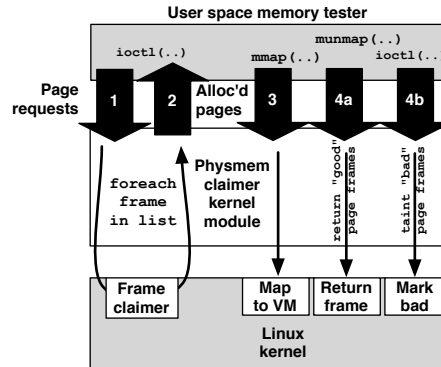 User space memory tester
munmap(..)
ioctl(..)
mmap(..)
ioctl(..)
Page
requests
1
2
Alloc'd
pages
3
4a
4b
foreach
frame
in list
Physmem
claimer
kernel
module
return "good"
page frames
taint "bad"
page frames
Frame
claimer
Map
to VM
Return
frame
Mark
bad
Linux
kernel